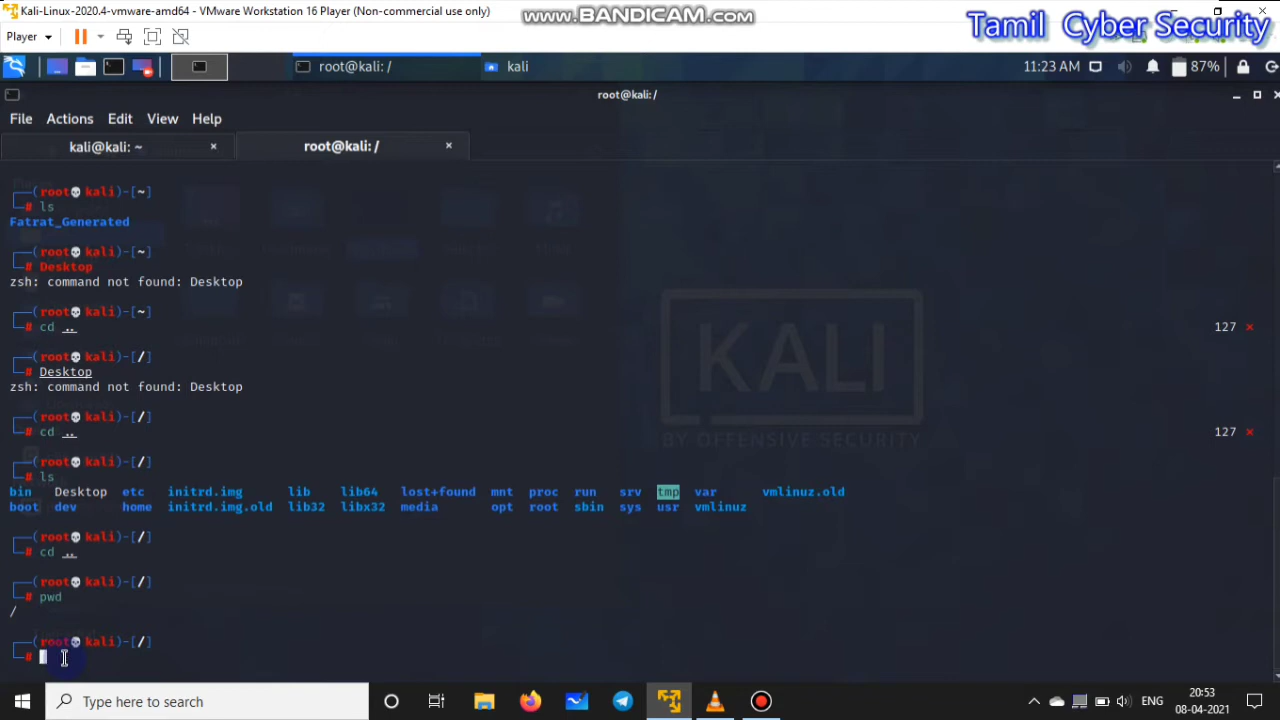 Kali-Linux-2020.4-vmware-amd64 - VMware Workstation 16 Player (Non-commercial use only)
www.BANDICAM.com
Tamil Cyber Security
Player
root@kali: /
kali
11:23 AM
87%
root@kali:/
File Actions Edit View Help
kali@kali: ~ ×
root@kali: / ×
┌──(root💀kali)-[~]
└─# ls
Fatrat_Generated
┌──(root💀kali)-[~]
└─# Desktop
zsh: command not found: Desktop
┌──(root💀kali)-[~]
└─# cd .. 127 ×
┌──(root💀kali)-[/]
└─# Desktop
zsh: command not found: Desktop
┌──(root💀kali)-[/]
└─# cd .. 127 ×
┌──(root💀kali)-[/]
└─# ls
bin Desktop etc initrd.img lib lib64 lost+found mnt proc run srv tmp var vmlinuz.old
boot dev home initrd.img.old lib32 libx32 media opt root sbin sys usr vmlinuz
┌──(root💀kali)-[/]
└─# cd ..
┌──(root💀kali)-[/]
└─# pwd
/
┌──(root💀kali)-[/]
└─#
KALI
BY OFFENSIVE SECURITY
Type here to search
ENG
20:53
08-04-2021